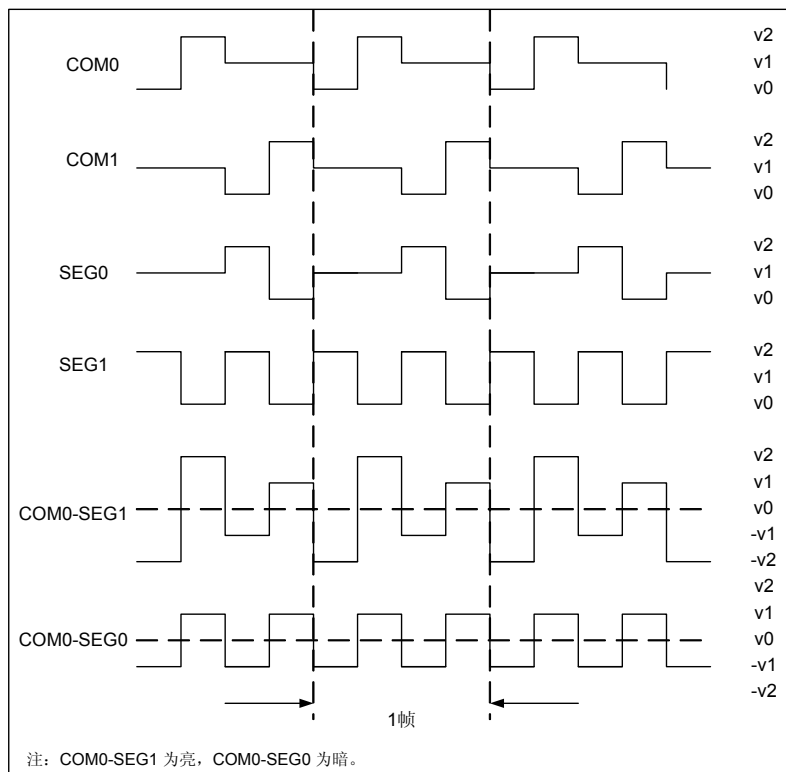 COM0
v2
v1
v0
COM1
v2
v1
v0
SEG0
v2
v1
v0
SEG1
v2
v1
v0
COM0-SEG1
v2
v1
v0
-v1
-v2
COM0-SEG0
v2
v1
v0
-v1
-v2
1帧
注：COM0-SEG1 为亮，COM0-SEG0 为暗。